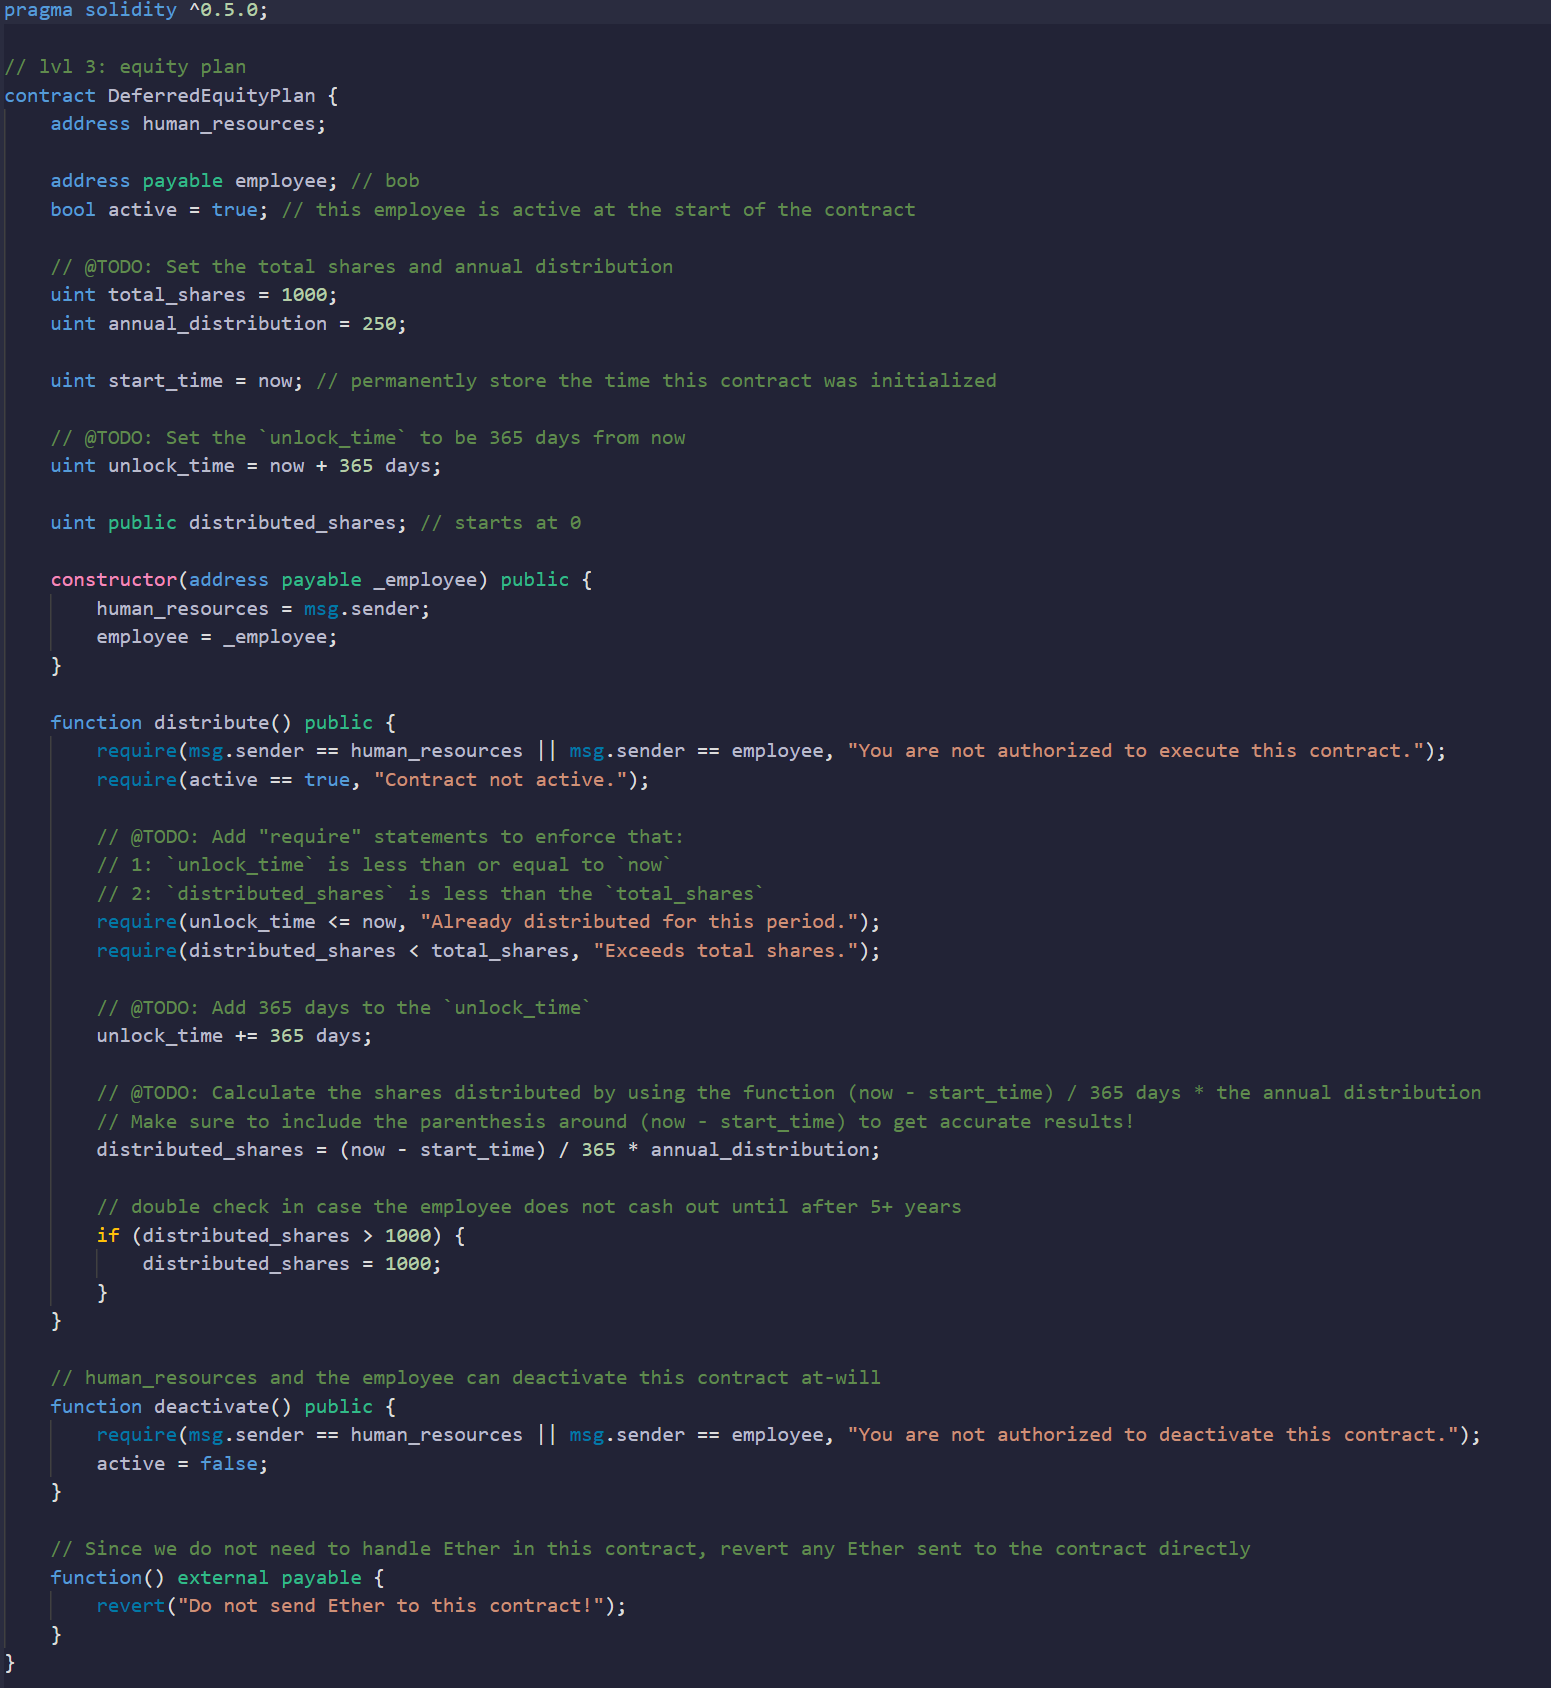 pragma solidity ^0.5.0;

// lvl 3: equity plan
contract DeferredEquityPlan {
    address human_resources;

    address payable employee; // bob
    bool active = true; // this employee is active at the start of the contract

    // @TODO: Set the total shares and annual distribution
    uint total_shares = 1000;
    uint annual_distribution = 250;

    uint start_time = now; // permanently store the time this contract was initialized

    // @TODO: Set the `unlock_time` to be 365 days from now
    uint unlock_time = now + 365 days;

    uint public distributed_shares; // starts at 0

    constructor(address payable _employee) public {
        human_resources = msg.sender;
        employee = _employee;
    }

    function distribute() public {
        require(msg.sender == human_resources || msg.sender == employee, "You are not authorized to execute this contract.");
        require(active == true, "Contract not active.");

        // @TODO: Add "require" statements to enforce that:
        // 1: `unlock_time` is less than or equal to `now`
        // 2: `distributed_shares` is less than the `total_shares`
        require(unlock_time <= now, "Already distributed for this period.");
        require(distributed_shares < total_shares, "Exceeds total shares.");

        // @TODO: Add 365 days to the `unlock_time`
        unlock_time += 365 days;

        // @TODO: Calculate the shares distributed by using the function (now - start_time) / 365 days * the annual distribution
        // Make sure to include the parenthesis around (now - start_time) to get accurate results!
        distributed_shares = (now - start_time) / 365 * annual_distribution;

        // double check in case the employee does not cash out until after 5+ years
        if (distributed_shares > 1000) {
            distributed_shares = 1000;
        }
    }

    // human_resources and the employee can deactivate this contract at-will
    function deactivate() public {
        require(msg.sender == human_resources || msg.sender == employee, "You are not authorized to deactivate this contract.");
        active = false;
    }

    // Since we do not need to handle Ether in this contract, revert any Ether sent to the contract directly
    function() external payable {
        revert("Do not send Ether to this contract!");
    }
}